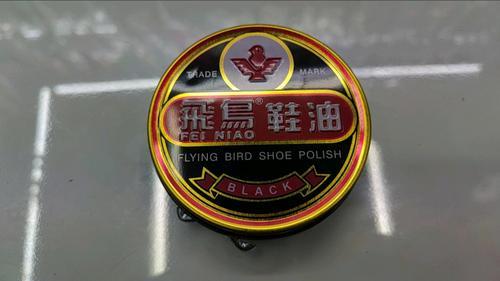 TRADE MARK
飛鳥®鞋油
FEI NIAO
FLYING BIRD SHOE POLISH
BLACK